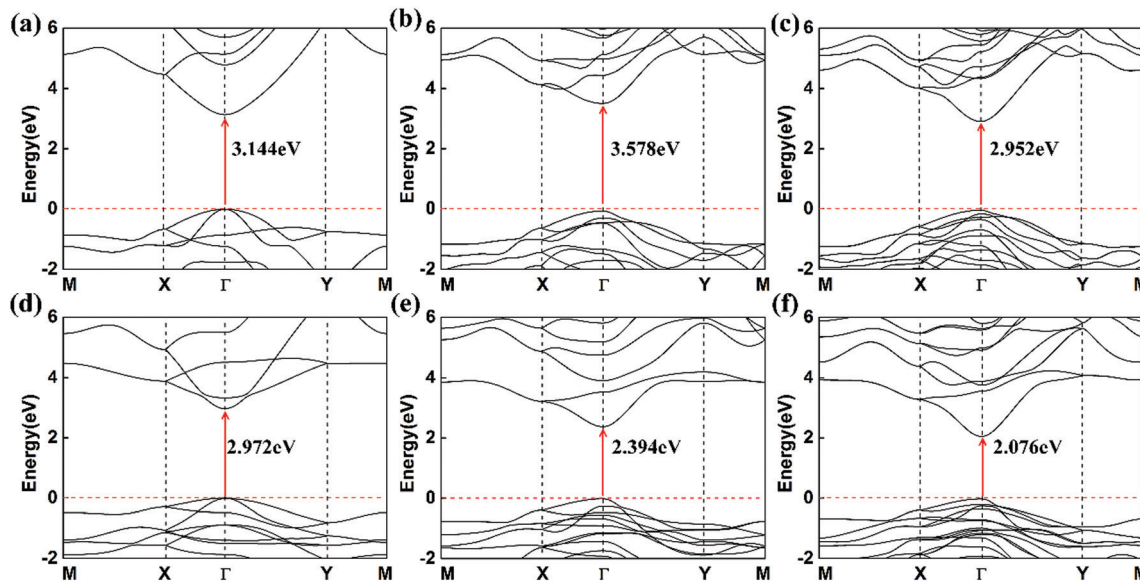 (a) (b) (c)
Energy(eV) 6 4 2 0 -2 3.144eV M X Γ Y M
Energy(eV) 6 4 2 0 -2 3.578eV M X Γ Y M
Energy(eV) 6 4 2 0 -2 2.952eV M X Γ Y M
(d) (e) (f)
Energy(eV) 6 4 2 0 -2 2.972eV M X Γ Y M
Energy(eV) 6 4 2 0 -2 2.394eV M X Γ Y M
Energy(eV) 6 4 2 0 -2 2.076eV M X Γ Y M